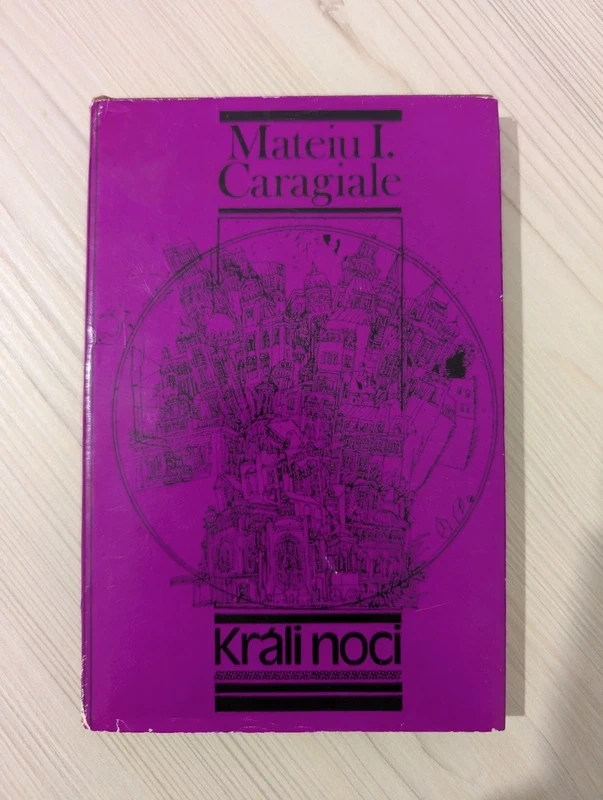 Mateiu I.
Caragiale
Králi noci